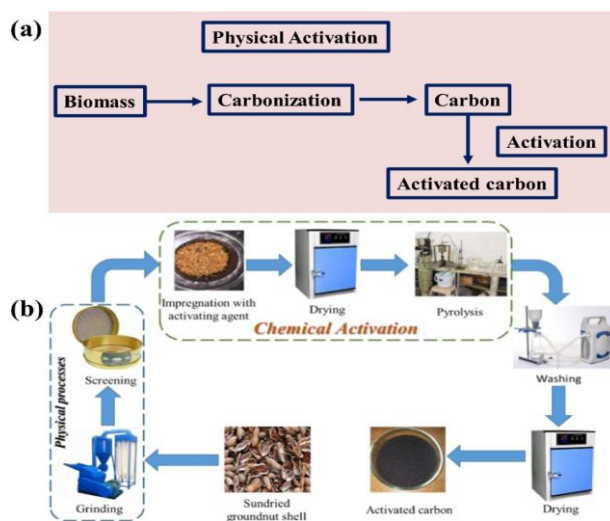 (a)
Physical Activation
Biomass
Carbonization
Carbon
Activation
Activated carbon
(b)
Impregnation with
activating agent
Drying
Pyrolysis
Chemical Activation
Screening
Physical processes
Grinding
Sundried
groundnut shell
Activated carbon
Washing
Drying